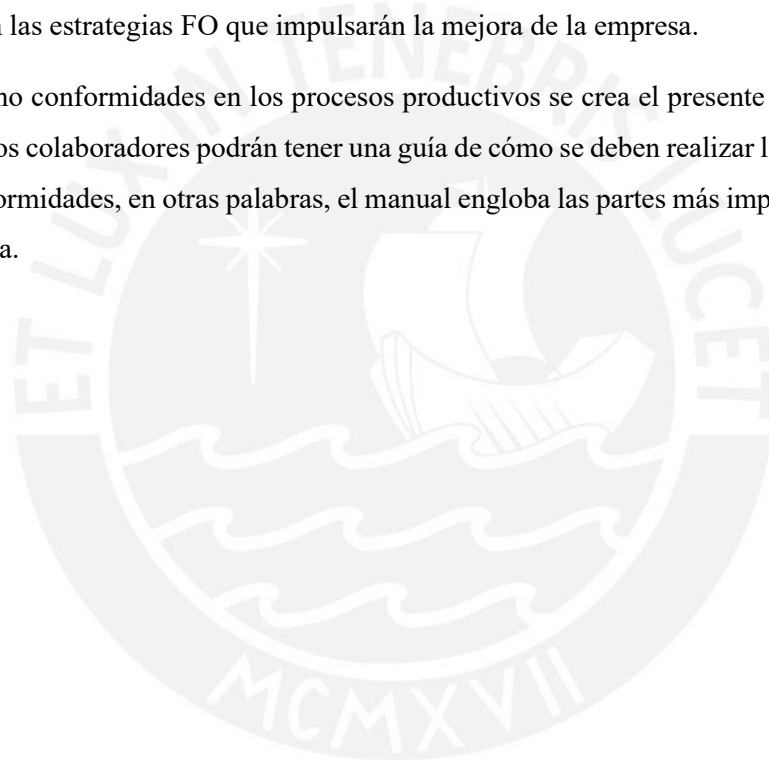 n las estrategias FO que impulsarán la mejora de la empresa.
no conformidades en los procesos productivos se crea el presente
os colaboradores podrán tener una guía de cómo se deben realizar l
ormidades, en otras palabras, el manual engloba las partes más imp
a.
ET LUX IN TENEBRIS LUCET
MCMXVII